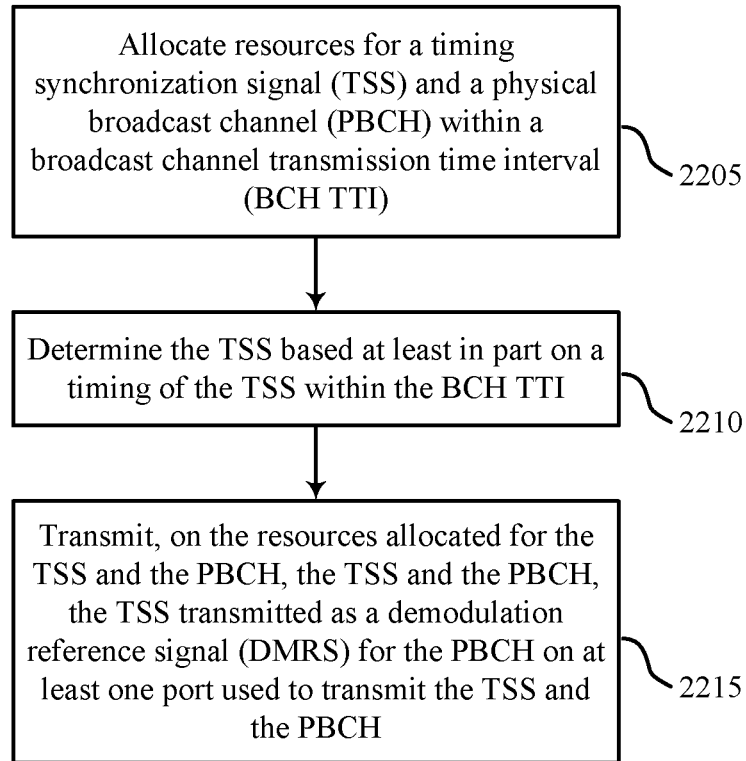 Allocate resources for a timing
synchronization signal (TSS) and a physical
broadcast channel (PBCH) within a
broadcast channel transmission time interval
(BCH TTI)
2205
Determine the TSS based at least in part on a
timing of the TSS within the BCH TTI
2210
Transmit, on the resources allocated for the
TSS and the PBCH, the TSS and the PBCH,
the TSS transmitted as a demodulation
reference signal (DMRS) for the PBCH on at
least one port used to transmit the TSS and
the PBCH
2215